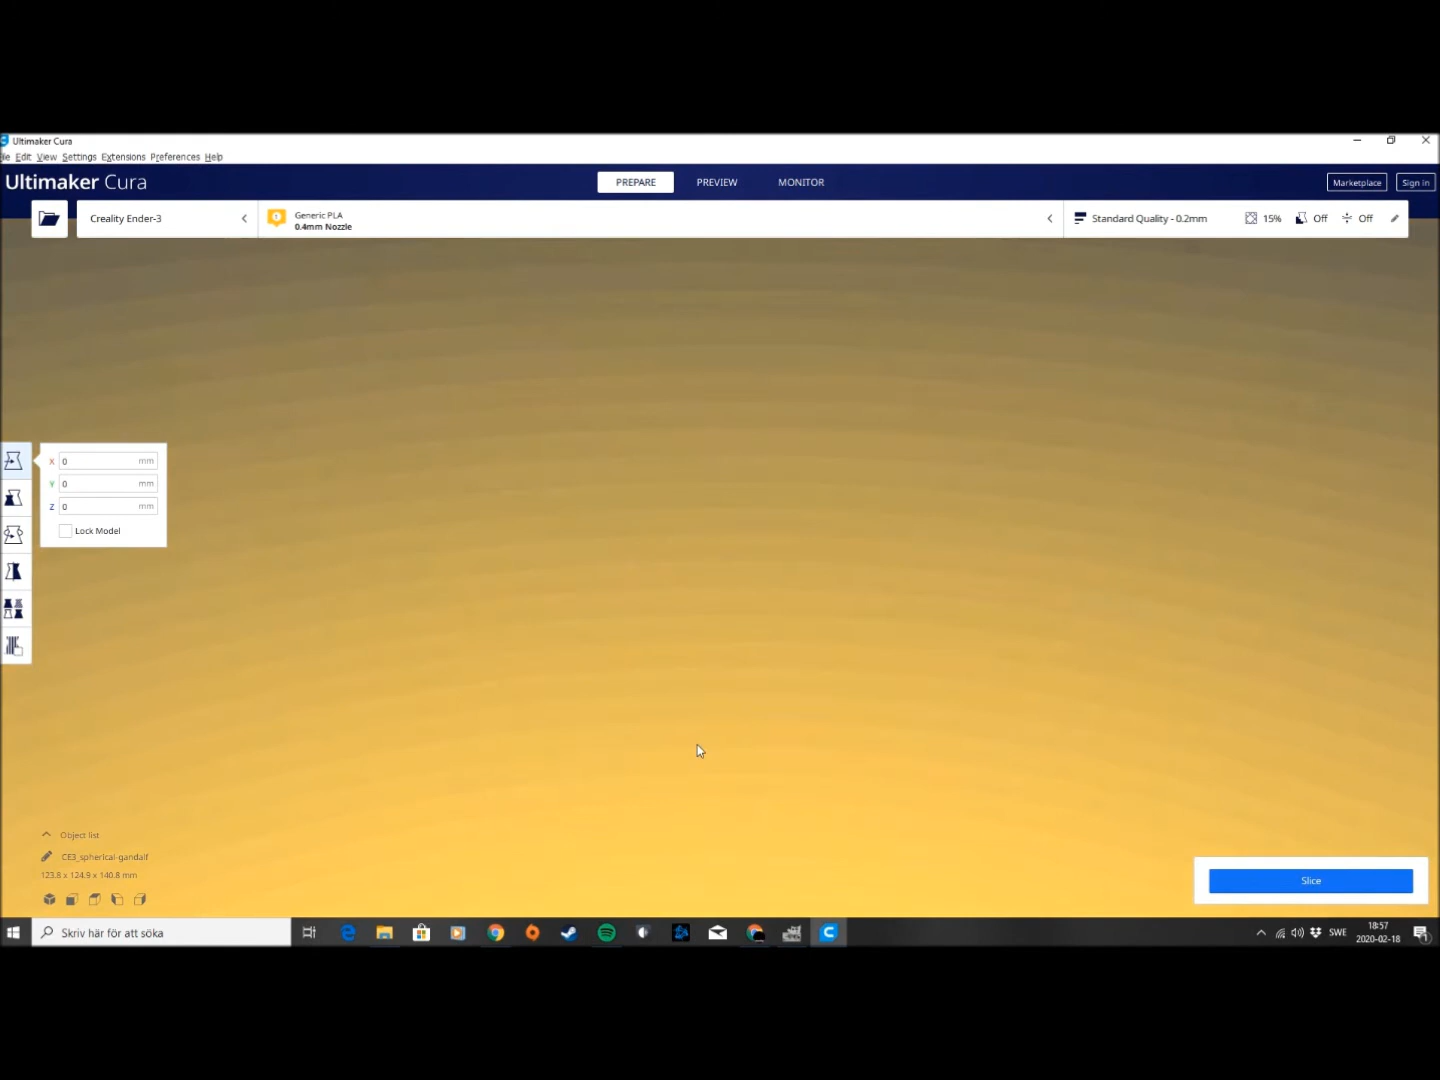 Ultimaker Cura
Edit View Settings Extensions Preferences Help
Ultimaker Cura
PREPARE
PREVIEW
MONITOR
Marketplace
Sign in
Creality Ender-3
Generic PLA
0.4mm Nozzle
Standard Quality - 0.2mm
15%
Off
Off
X 0 mm
Y 0 mm
Z 0 mm
Lock Model
Object list
CE3_spherical-gandalf
123.8 x 124.9 x 140.8 mm
Slice
Skriv här för att söka
SWE
18:57
2020-02-18